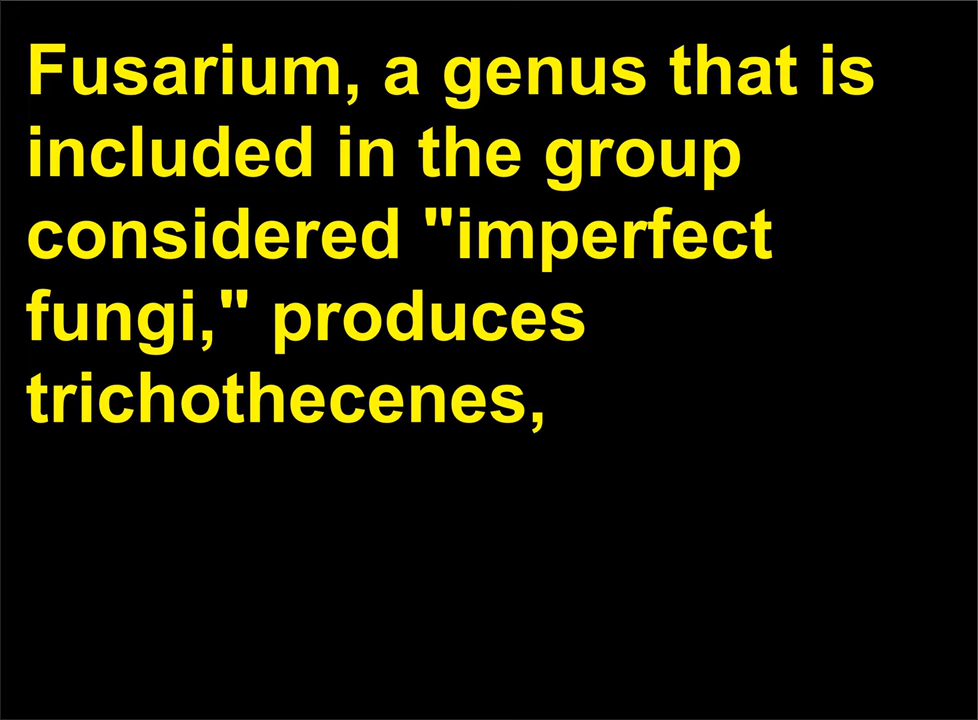 Fusarium, a genus that is
included in the group
considered "imperfect
fungi," produces
trichothecenes,